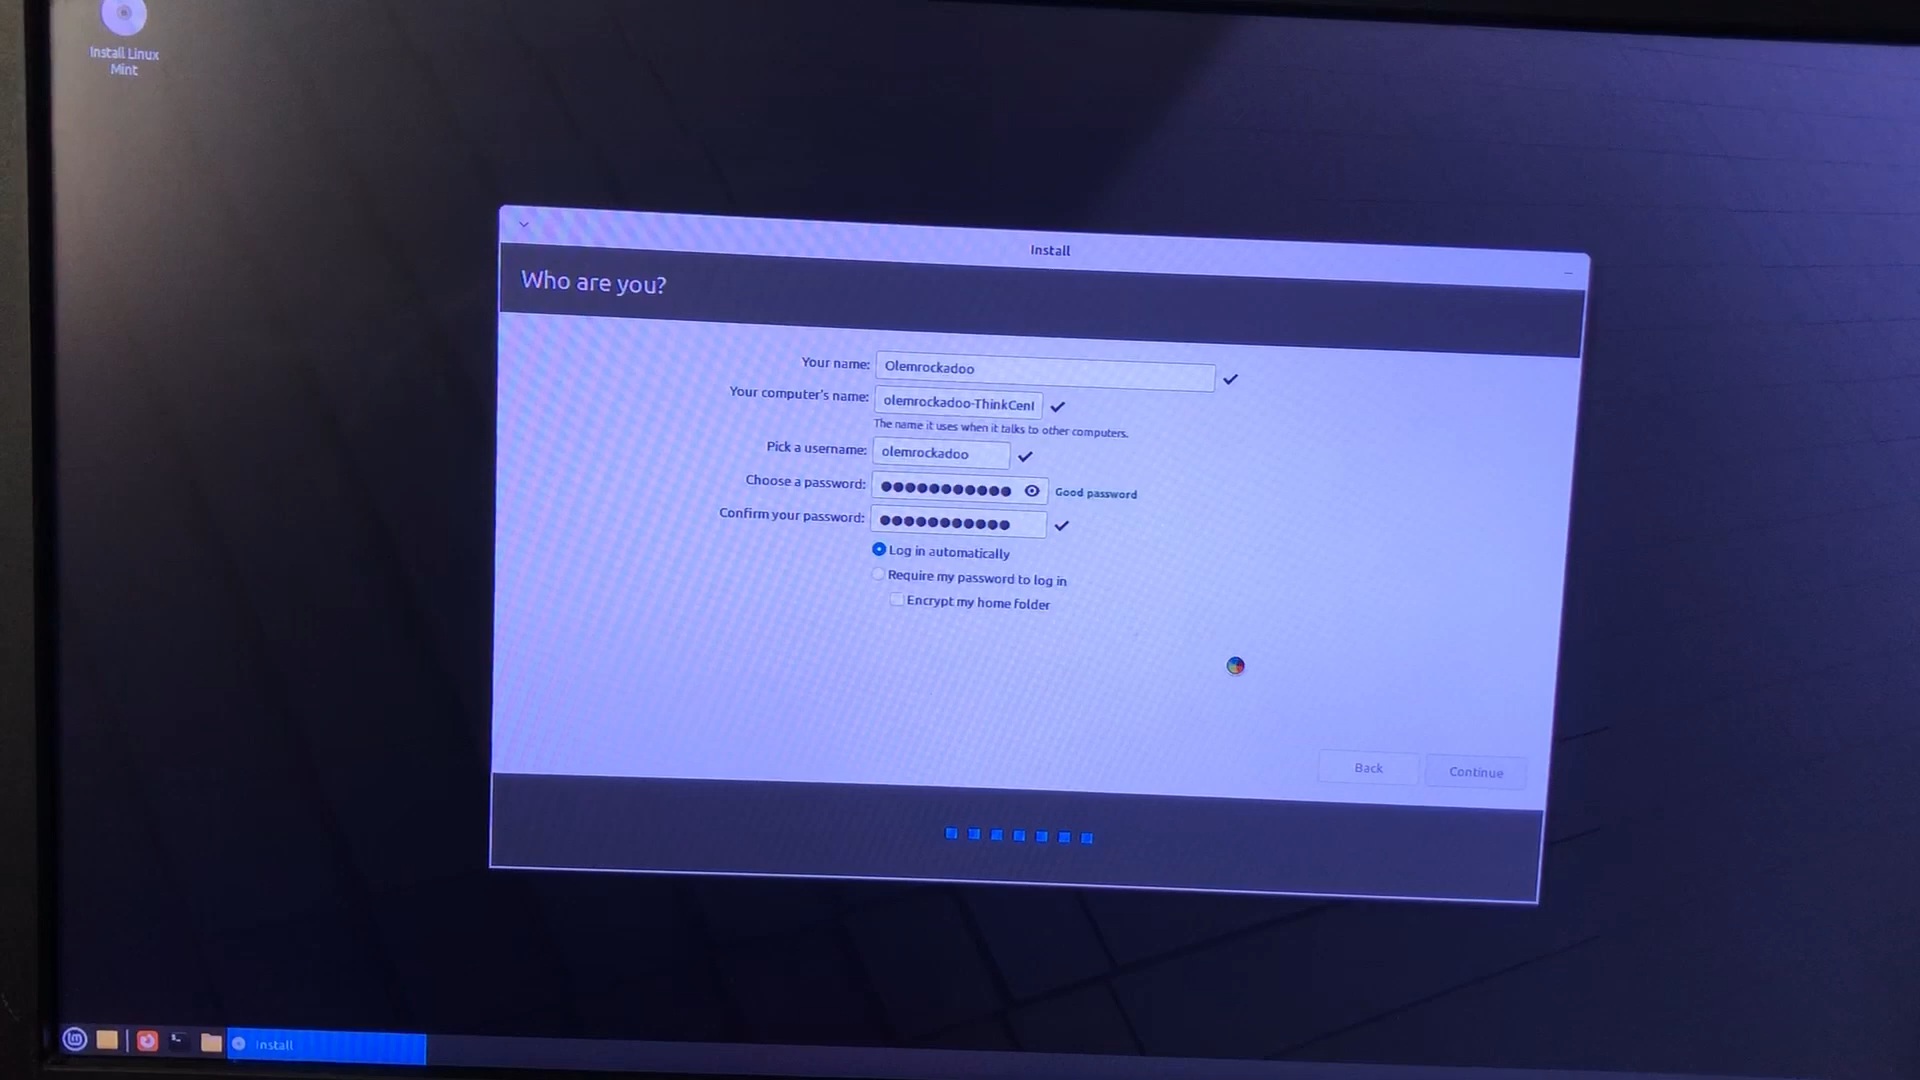 Install Linux
Mint
Install
Who are you?
Your name: Olemrockadoo
Your computer's name: olemrockadoo-ThinkCent
The name it uses when it talks to other computers.
Pick a username: olemrockadoo
Choose a password: ●●●●●●●●●●● Good password
Confirm your password: ●●●●●●●●●●●
Log in automatically
Require my password to log in
Encrypt my home folder
Back Continue
Install